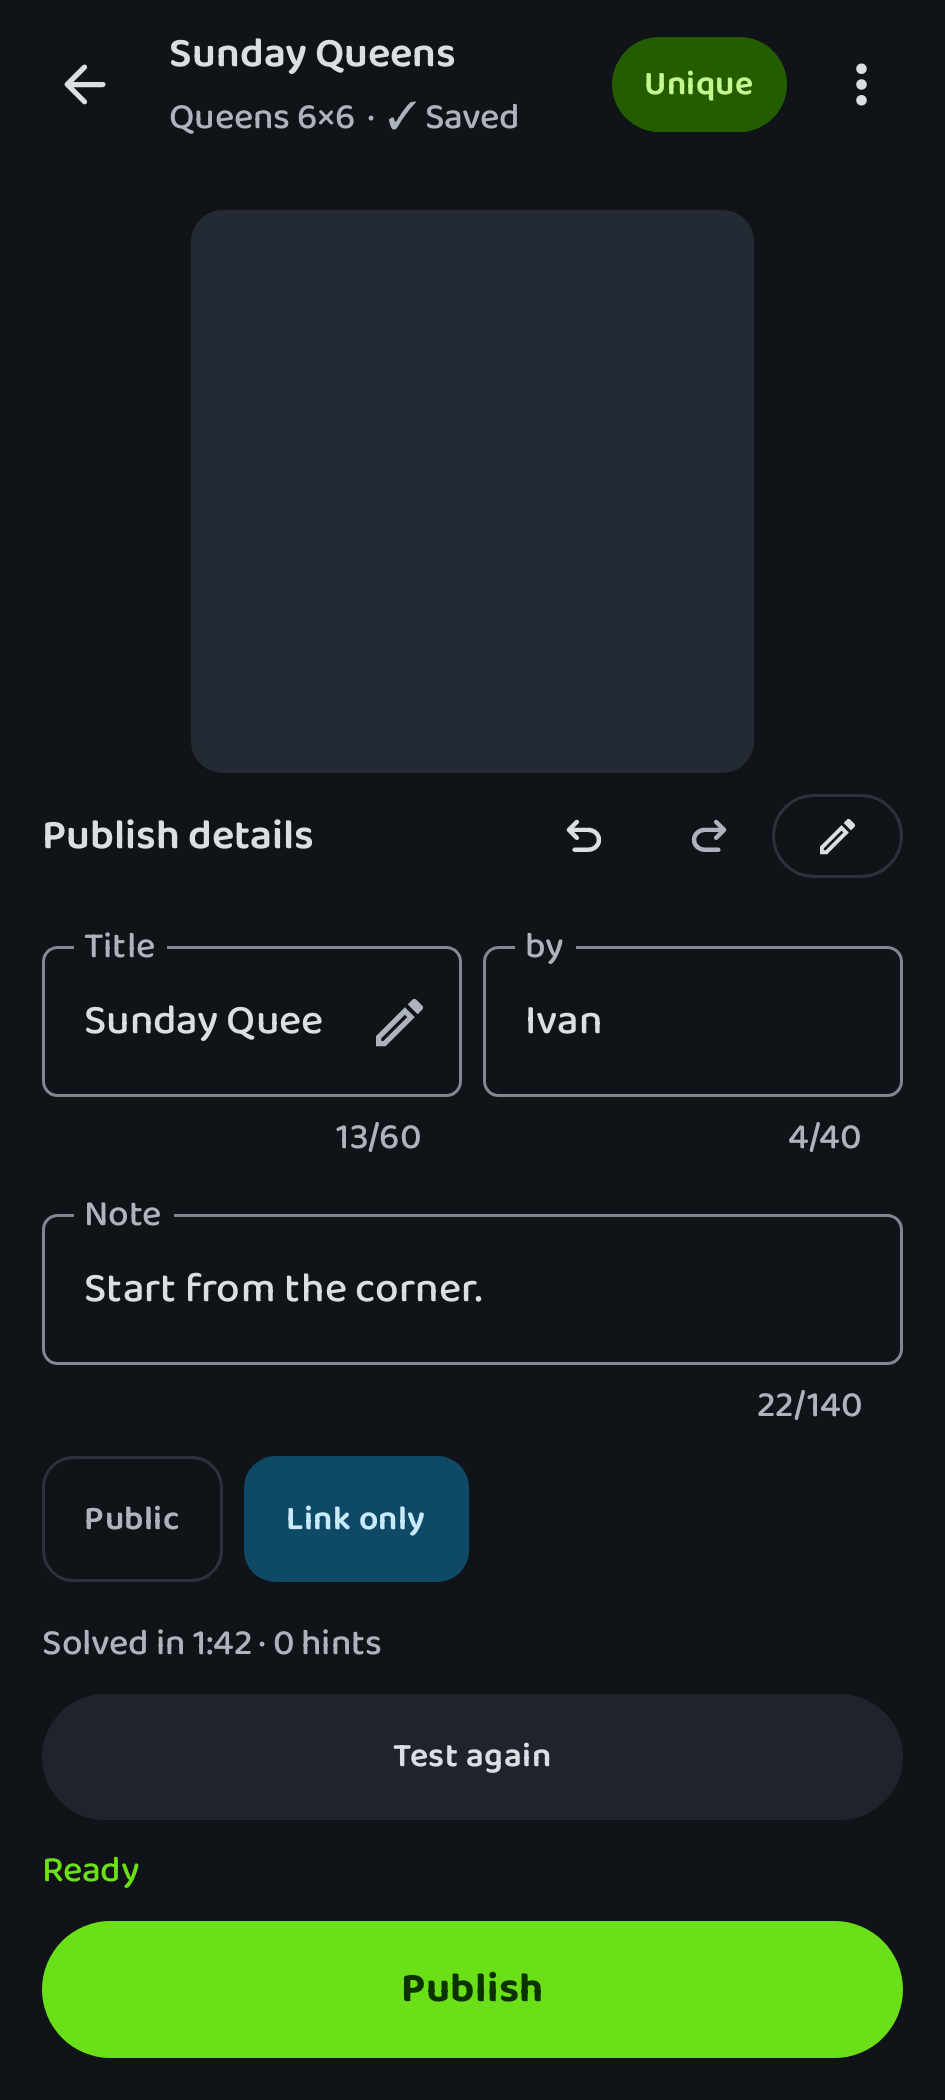 Sunday Queens
Queens 6×6 · ✓ Saved
Unique
Publish details
Title
Sunday Quee
13/60
by
Ivan
4/40
Note
Start from the corner.
22/140
Public
Link only
Solved in 1:42 · 0 hints
Test again
Ready
Publish